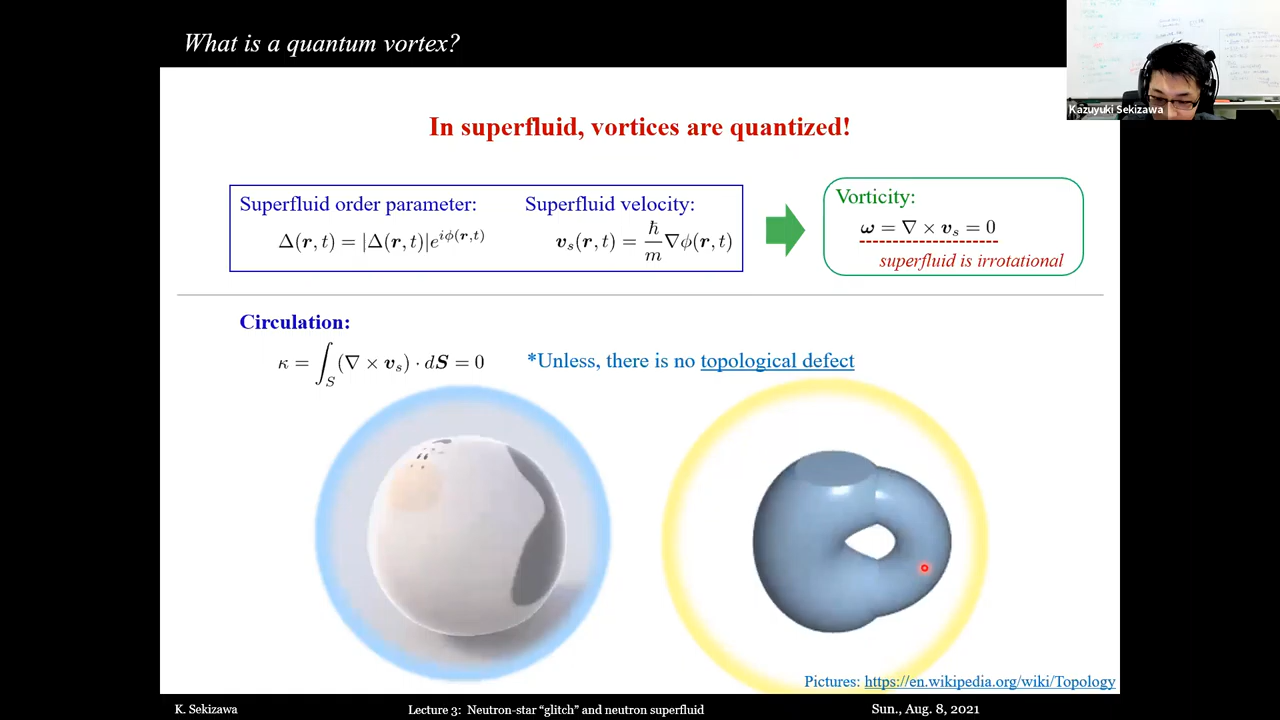 What is a quantum vortex?
Kazuyuki Sekizawa
In superfluid, vortices are quantized!
Superfluid order parameter: Superfluid velocity:
Δ(r, t) = |Δ(r, t)|e^{iϕ(r,t)} v_s(r, t) = ℏ/m ∇ϕ(r, t)
Vorticity:
ω = ∇ × v_s = 0
superfluid is irrotational
Circulation:
κ = ∫_S (∇ × v_s) · dS = 0 *Unless, there is no topological defect
Pictures: https://en.wikipedia.org/wiki/Topology
K. Sekizawa Lecture 3: Neutron-star “glitch” and neutron superfluid Sun., Aug. 8, 2021